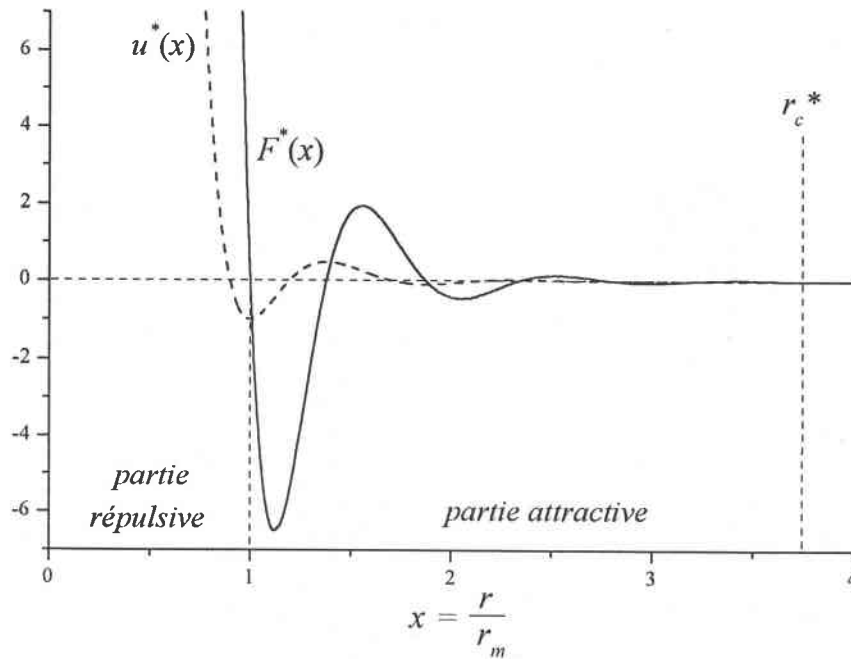 6
4
2
0
-2
-4
-6
u*(x)
F*(x)
r_c*
partie
répulsive
partie attractive
0
1
2
3
4
x = r/r_m